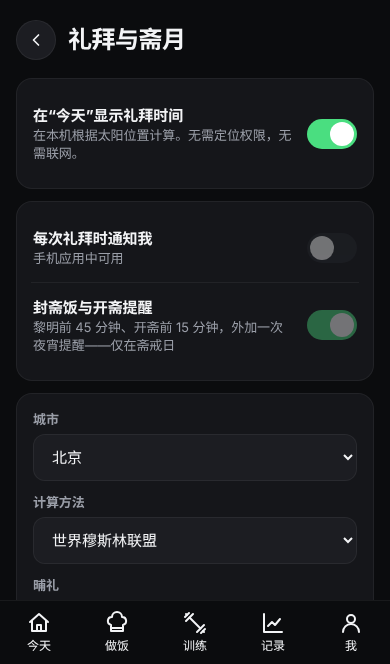 礼拜与斋月
在“今天”显示礼拜时间
在本机根据太阳位置计算。无需定位权限，无
需联网。
每次礼拜时通知我
手机应用中可用
封斋饭与开斋提醒
黎明前 45 分钟、开斋前 15 分钟，外加一次
夜宵提醒——仅在斋戒日
城市
北京
计算方法
世界穆斯林联盟
晡礼
今天
做饭
训练
记录
我